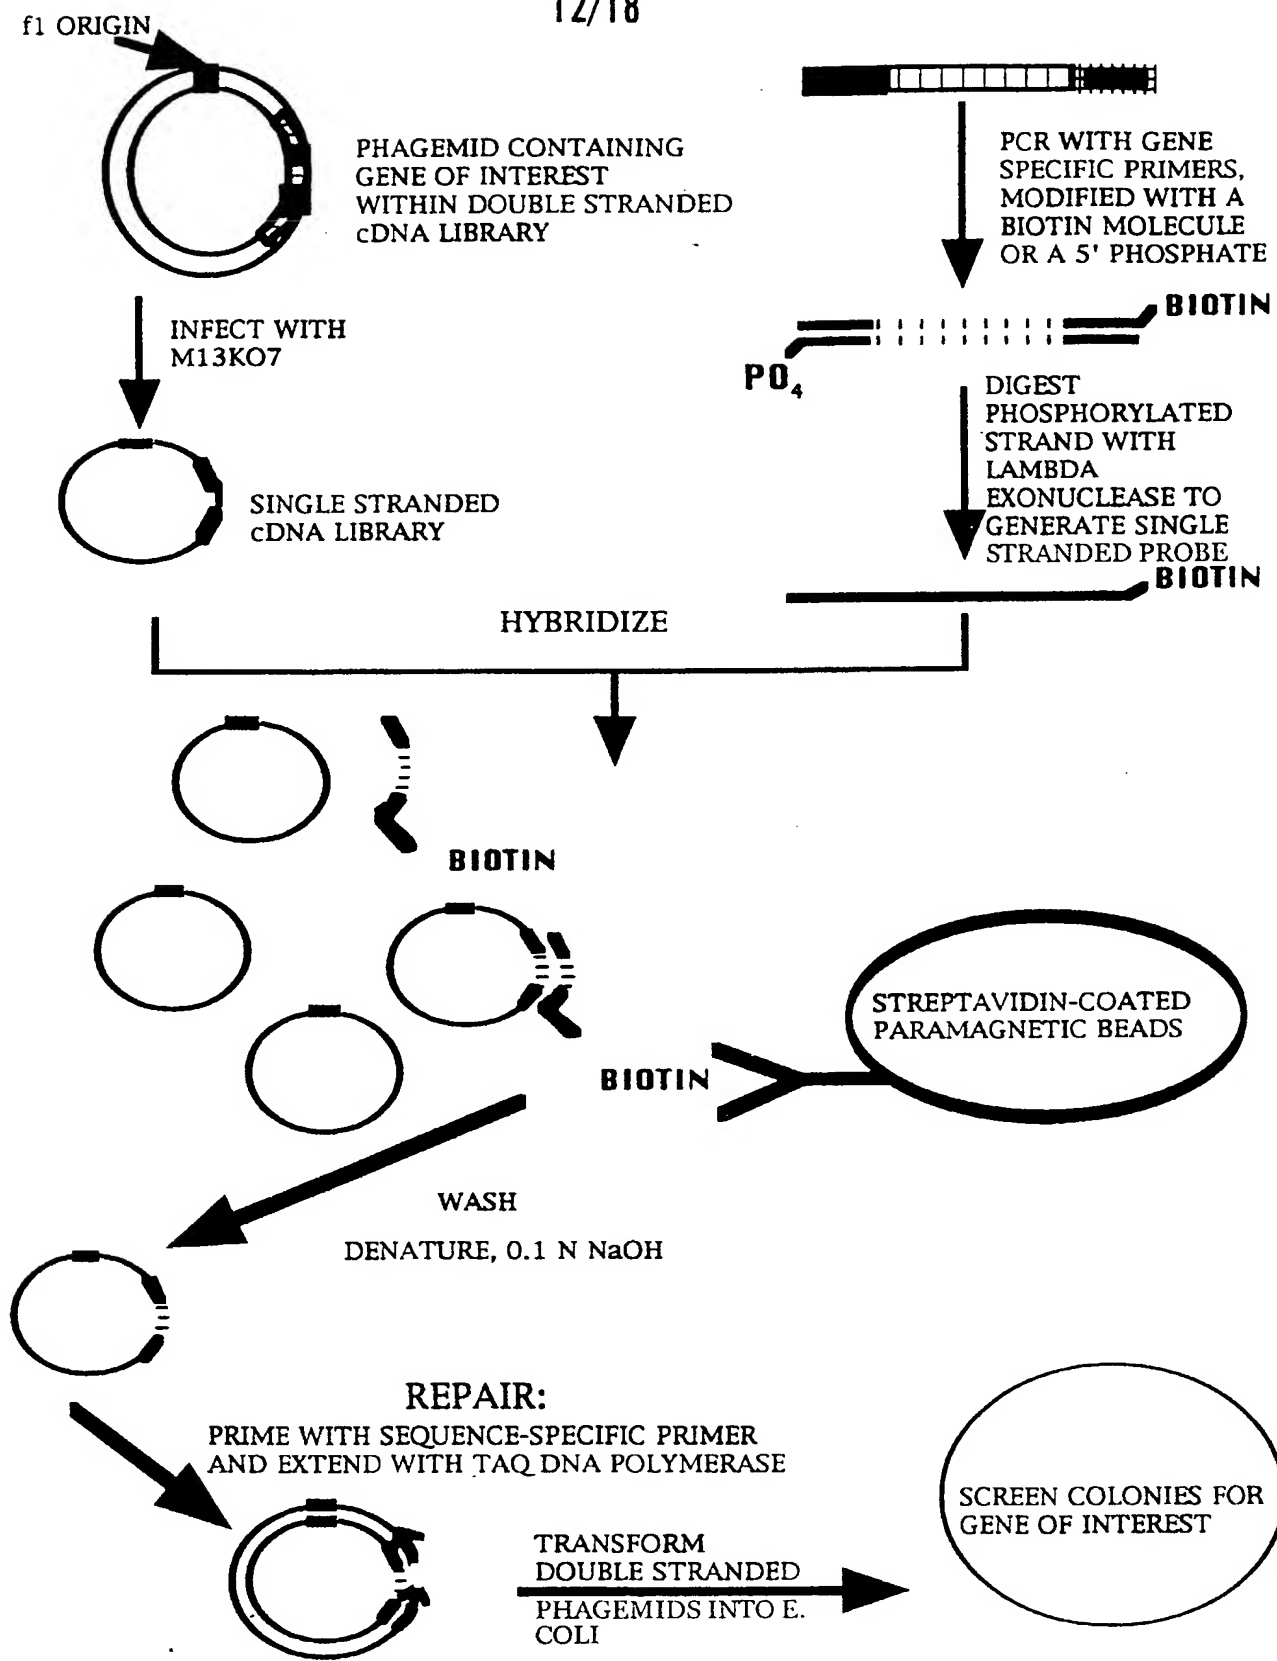 12/18
f1 ORIGIN
PHAGEMID CONTAINING
GENE OF INTEREST
WITHIN DOUBLE STRANDED
cDNA LIBRARY
PCR WITH GENE
SPECIFIC PRIMERS,
MODIFIED WITH A
BIOTIN MOLECULE
OR A 5' PHOSPHATE
INFECT WITH
M13KO7
BIOTIN
PO4
DIGEST
PHOSPHORYLATED
STRAND WITH
LAMBDA
EXONUCLEASE TO
GENERATE SINGLE
STRANDED PROBE
BIOTIN
SINGLE STRANDED
cDNA LIBRARY
HYBRIDIZE
BIOTIN
STREPTAVIDIN-COATED
PARAMAGNETIC BEADS
BIOTIN
WASH
DENATURE, 0.1 N NaOH
REPAIR:
PRIME WITH SEQUENCE-SPECIFIC PRIMER
AND EXTEND WITH TAQ DNA POLYMERASE
TRANSFORM
DOUBLE STRANDED
PHAGEMIDS INTO E.
COLI
SCREEN COLONIES FOR
GENE OF INTEREST